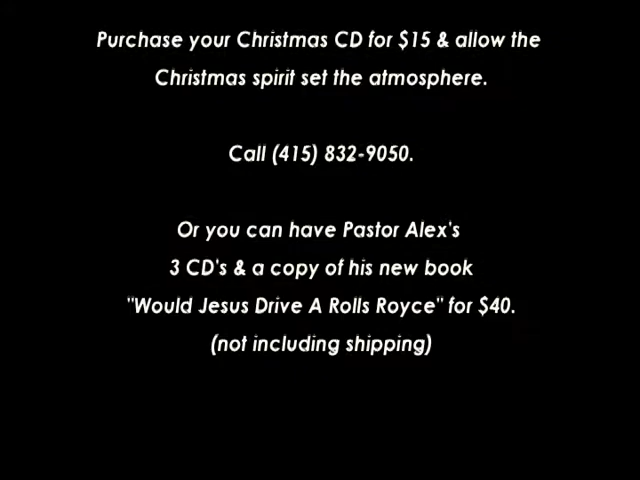 Purchase your Christmas CD for $15 & allow the
Christmas spirit set the atmosphere.
Call (415) 832-9050.
Or you can have Pastor Alex's
3 CD's & a copy of his new book
"Would Jesus Drive A Rolls Royce" for $40.
(not including shipping)